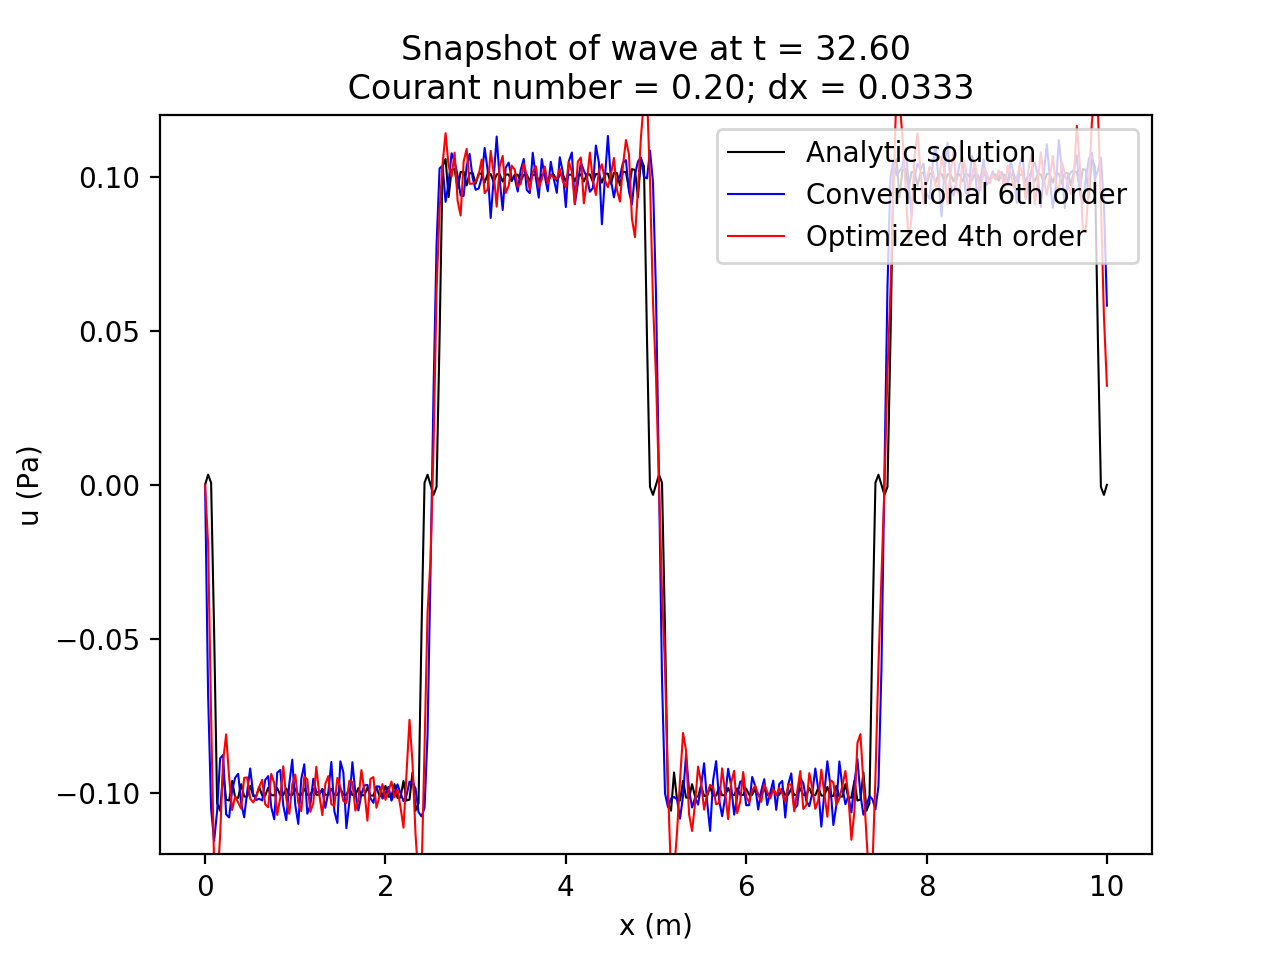 Snapshot of wave at t = 32.60
Courant number = 0.20; dx = 0.0333
Analytic solution
Conventional 6th order
Optimized 4th order
0.10
0.05
0.00
−0.05
−0.10
u (Pa)
0 2 4 6 8 10
x (m)